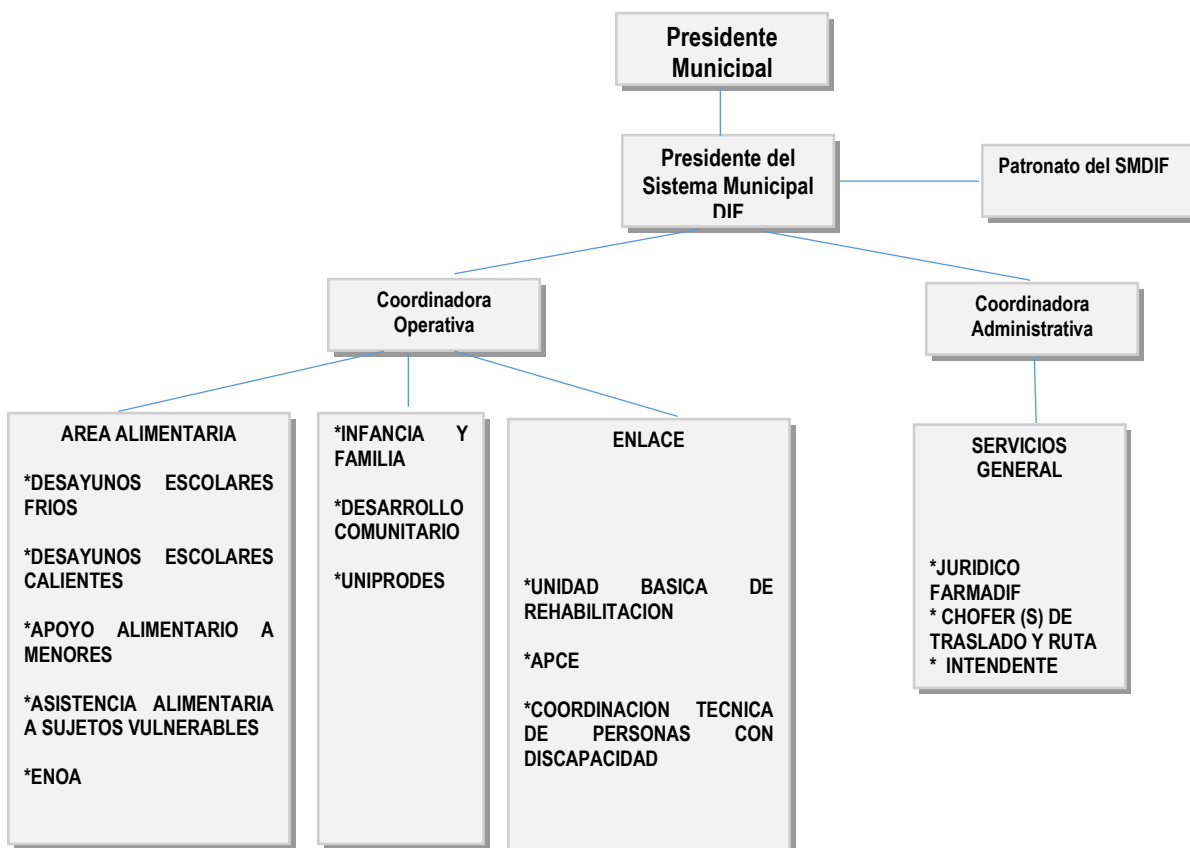 Presidente
Municipal
Presidente del
Sistema Municipal
DIF
Patronato del SMDIF
Coordinadora
Operativa
Coordinadora
Administrativa
AREA ALIMENTARIA
*DESAYUNOS ESCOLARES
FRIOS
*DESAYUNOS ESCOLARES
CALIENTES
*APOYO ALIMENTARIO A
MENORES
*ASISTENCIA ALIMENTARIA
A SUJETOS VULNERABLES
*ENOA
*INFANCIA Y
FAMILIA
*DESARROLLO
COMUNITARIO
*UNIPRODES
ENLACE
*UNIDAD BASICA DE
REHABILITACION
*APCE
*COORDINACION TECNICA
DE PERSONAS CON
DISCAPACIDAD
SERVICIOS
GENERAL
*JURIDICO
FARMADIF
* CHOFER (S) DE
TRASLADO Y RUTA
* INTENDENTE